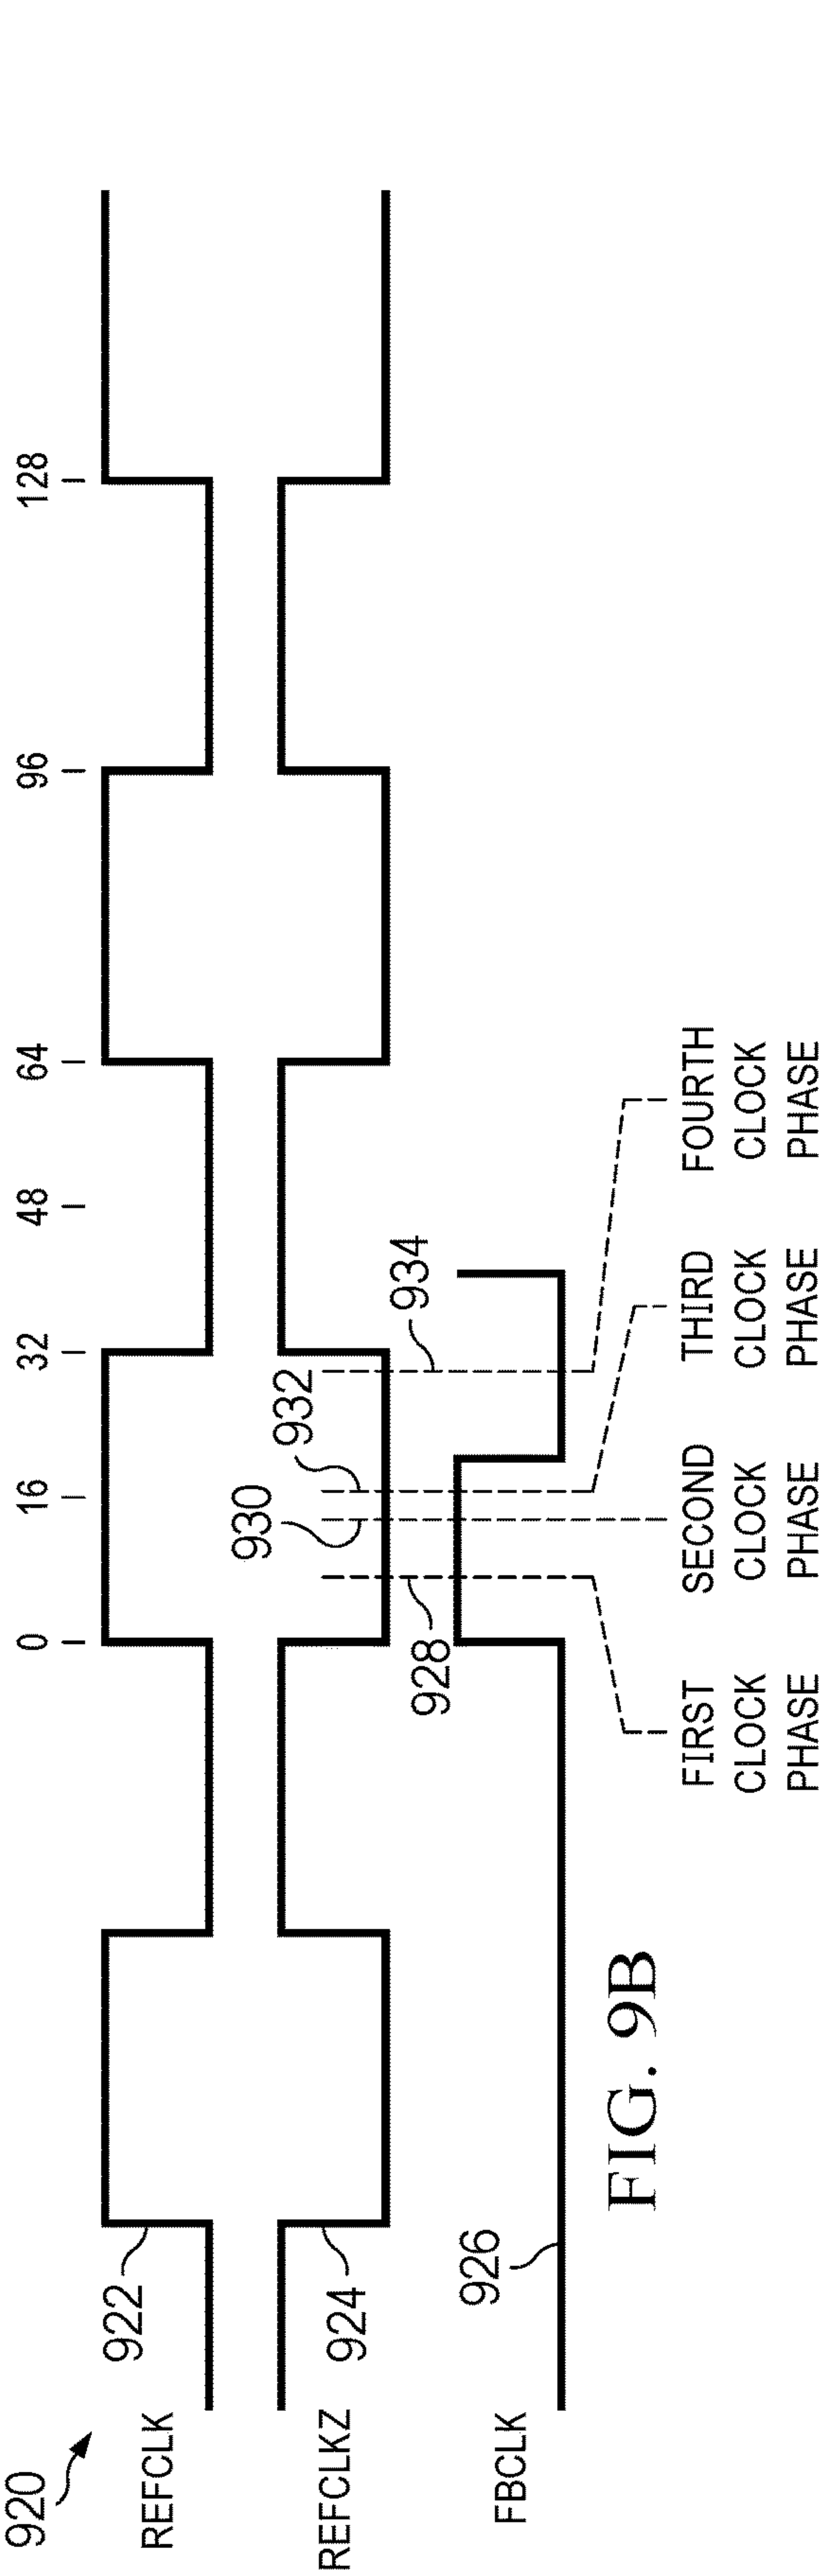 920
0
16
32
48
64
96
128
REFCLK
922
REFCLKZ
924
930
932
FBCLK
926
928
934
FIRST
CLOCK
PHASE
SECOND
CLOCK
PHASE
THIRD
CLOCK
PHASE
FOURTH
CLOCK
PHASE
FIG. 9B